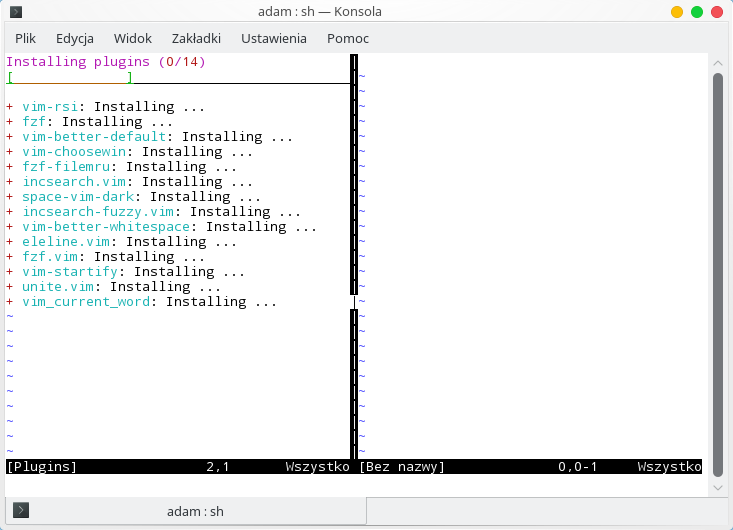 adam : sh — Konsola
Plik Edycja Widok Zakładki Ustawienia Pomoc
Installing plugins (0/14)
[              ]
+ vim-rsi: Installing ...
+ fzf: Installing ...
+ vim-better-default: Installing ...
+ vim-choosewin: Installing ...
+ fzf-filemru: Installing ...
+ incsearch.vim: Installing ...
+ space-vim-dark: Installing ...
+ incsearch-fuzzy.vim: Installing ...
+ vim-better-whitespace: Installing ...
+ eleline.vim: Installing ...
+ fzf.vim: Installing ...
+ vim-startify: Installing ...
+ unite.vim: Installing ...
+ vim_current_word: Installing ...
[Plugins] 2,1 Wszystko [Bez nazwy] 0,0-1 Wszystko
adam : sh